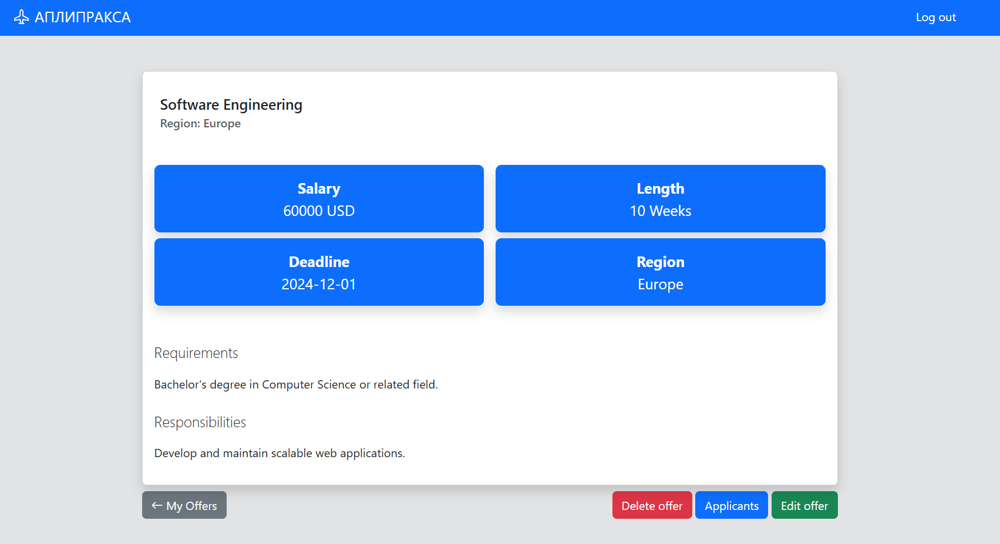 АПЛИПРАКСА
Log out
Software Engineering
Region: Europe
Salary
60000 USD
Length
10 Weeks
Deadline
2024-12-01
Region
Europe
Requirements
Bachelor's degree in Computer Science or related field.
Responsibilities
Develop and maintain scalable web applications.
← My Offers
Delete offer
Applicants
Edit offer